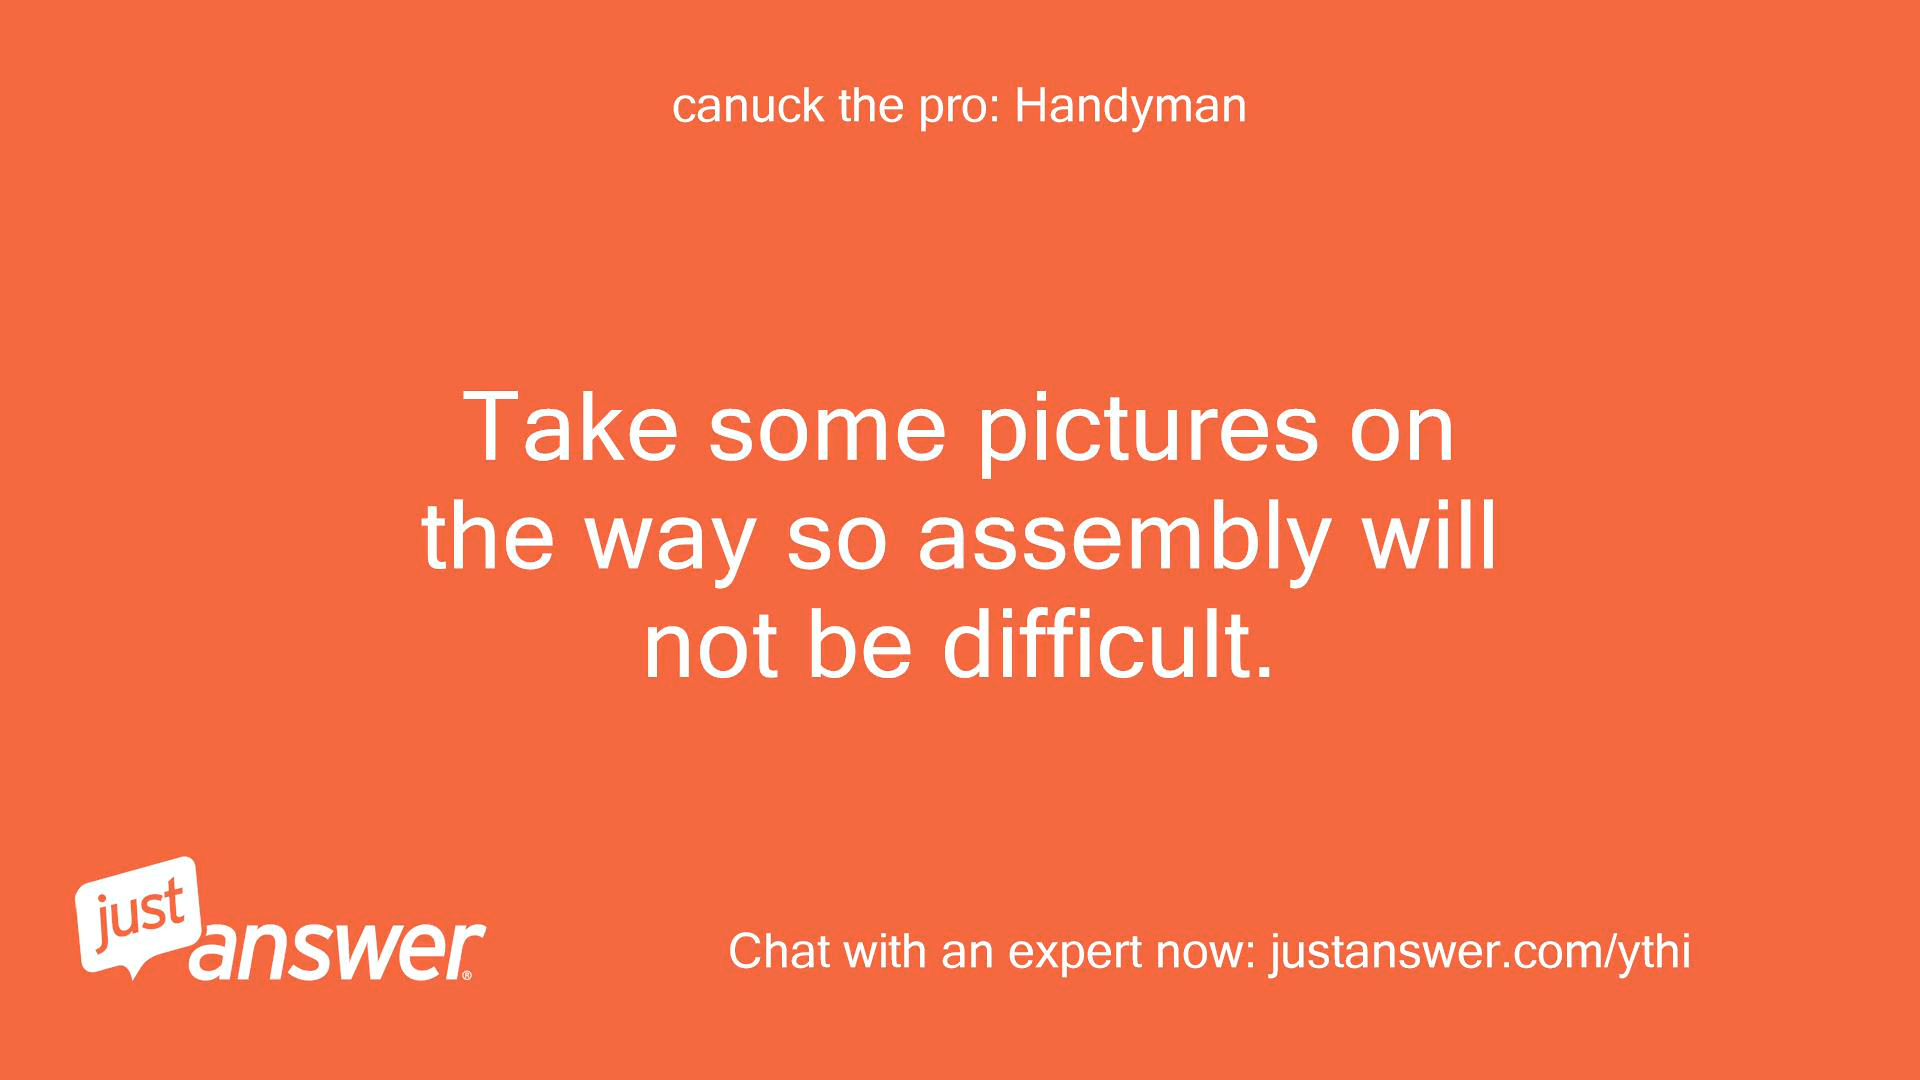 canuck the pro: Handyman
Take some pictures on
the way so assembly will
not be difficult.
just
answer®
Chat with an expert now: justanswer.com/ythi